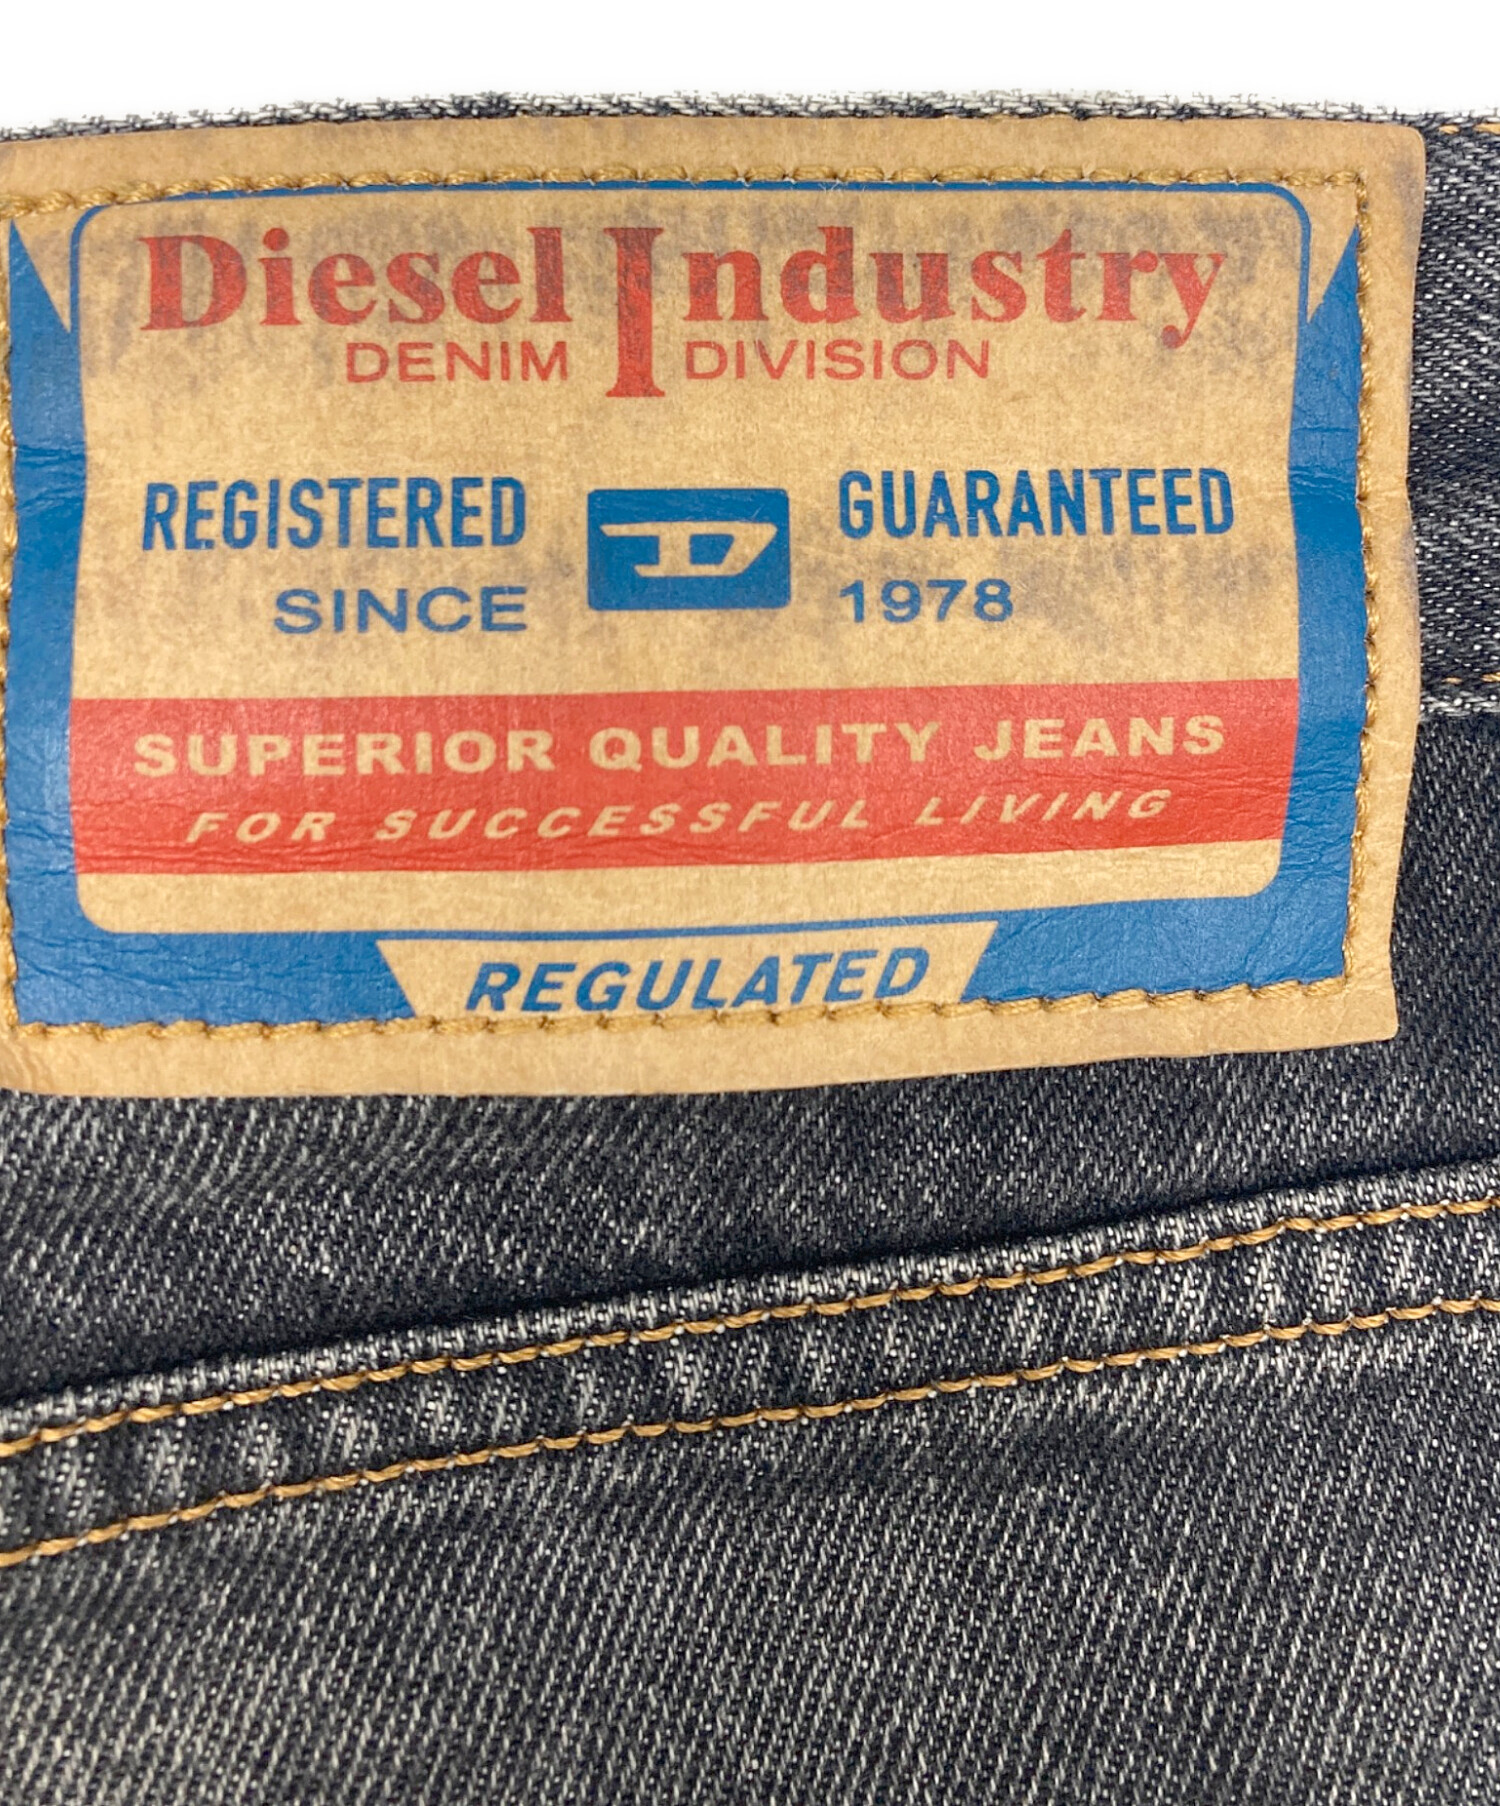 Diesel Industry
DENIM DIVISION
REGISTERED D GUARANTEED
SINCE 1978
SUPERIOR QUALITY JEANS
FOR SUCCESSFUL LIVING
REGULATED